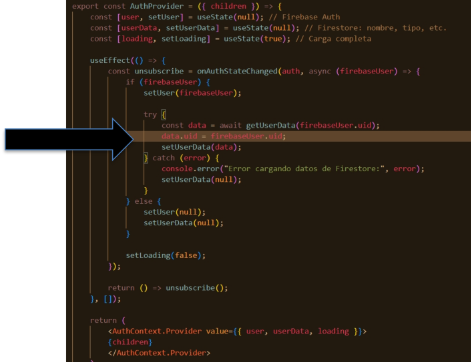 export const AuthProvider = ({ children }) => {
const [user, setUser] = useState(null); // Firebase Auth
const [userData, setUserData] = useState(null); // Firestore: nombre, tipo, etc.
const [loading, setLoading] = useState(true); // Carga completa
useEffect(() => {
const unsubscribe = onAuthStateChanged(auth, async (firebaseUser) => {
if (firebaseUser) {
setUser(firebaseUser);
try {
const data = await getUserData(firebaseUser.uid);
data.uid = firebaseUser.uid;
setUserData(data);
} catch (error) {
console.error("Error cargando datos de Firestore:", error);
setUserData(null);
}
} else {
setUser(null);
setUserData(null);
}
setLoading(false);
});
return () => unsubscribe();
}, []);
return (
<AuthContext.Provider value={{ user, userData, loading }}>
{children}
</AuthContext.Provider>